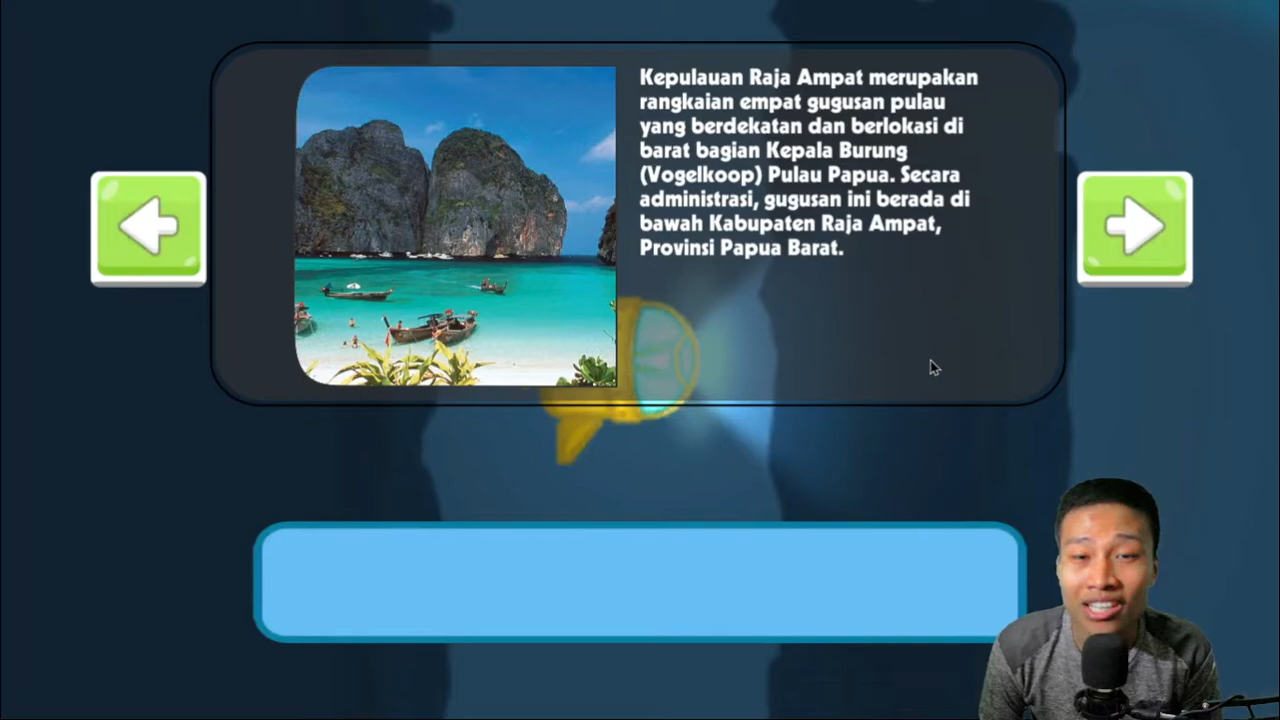 Kepulauan Raja Ampat merupakan
rangkaian empat gugusan pulau
yang berdekatan dan berlokasi di
barat bagian Kepala Burung
(Vogelkoop) Pulau Papua. Secara
administrasi, gugusan ini berada di
bawah Kabupaten Raja Ampat,
Provinsi Papua Barat.